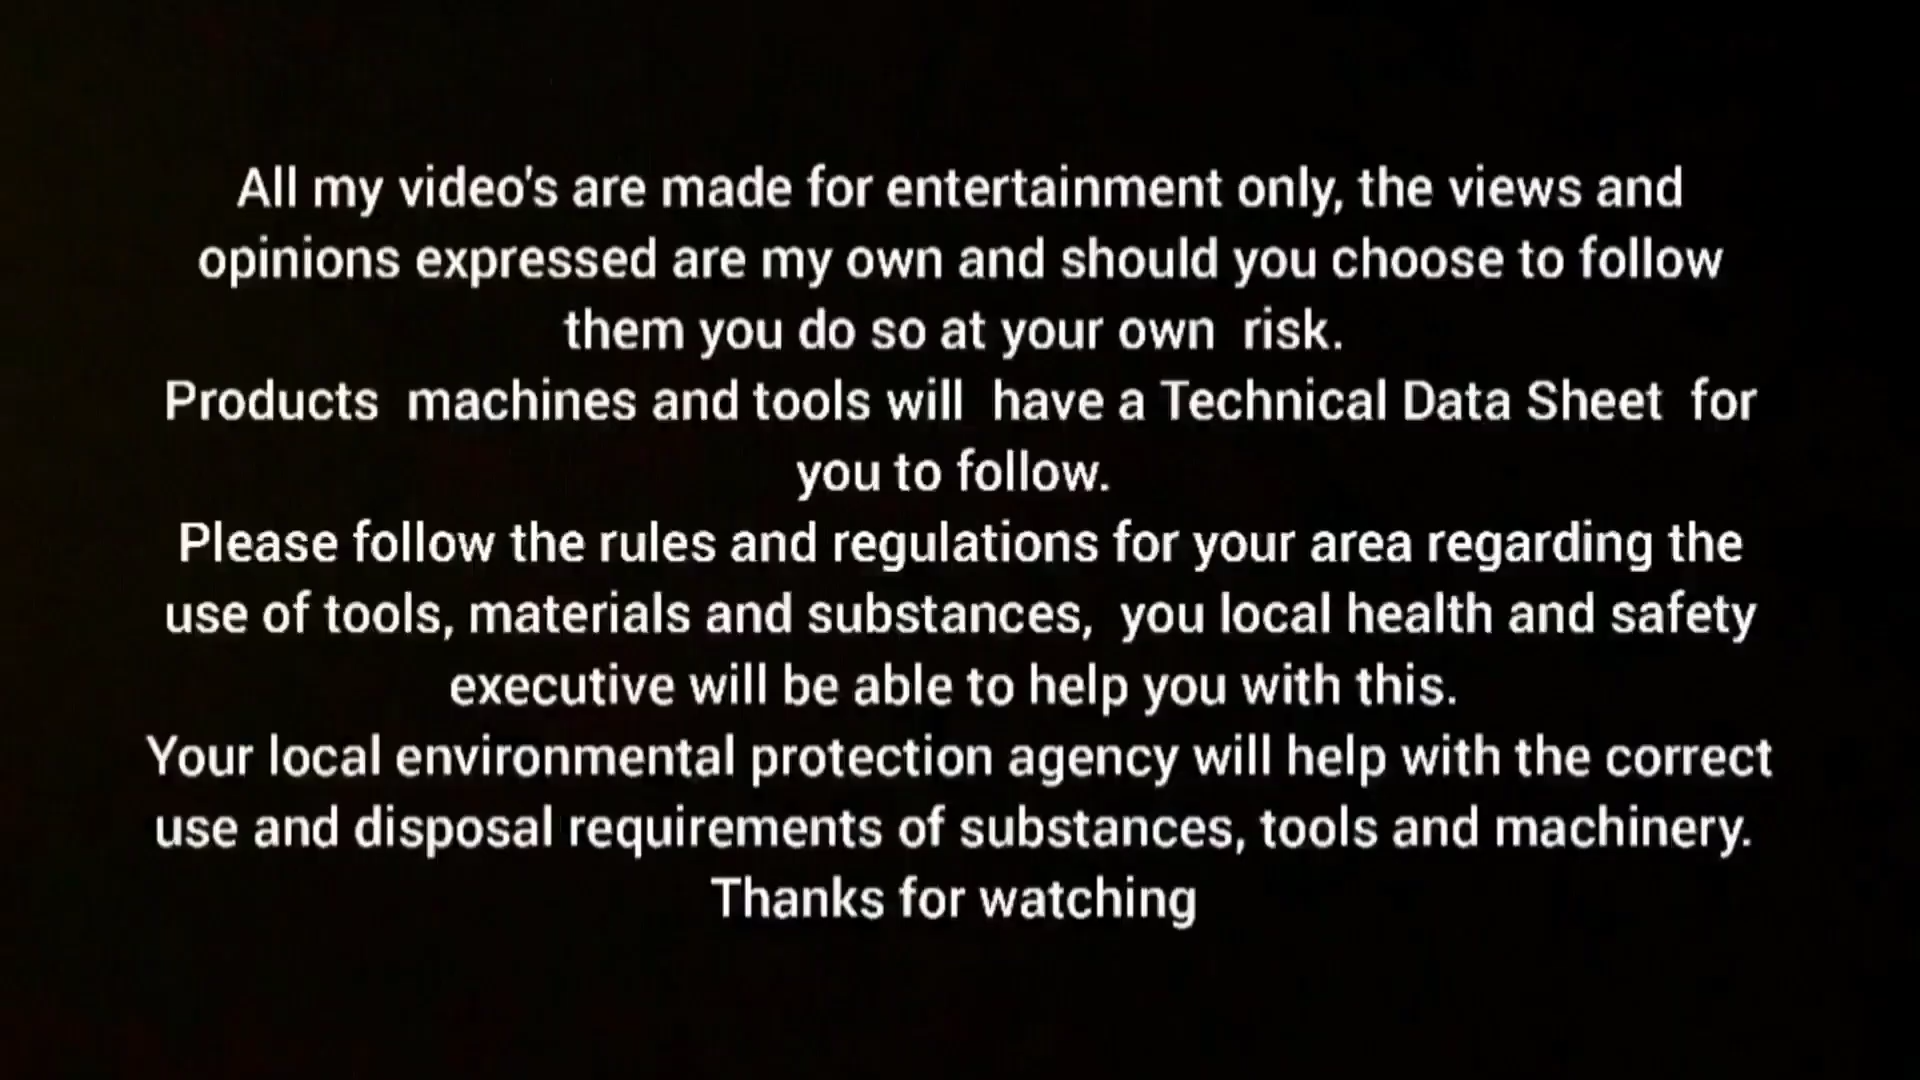 All my video's are made for entertainment only, the views and
opinions expressed are my own and should you choose to follow
them you do so at your own  risk.
Products  machines and tools will  have a Technical Data Sheet  for
you to follow.
Please follow the rules and regulations for your area regarding the
use of tools, materials and substances,  you local health and safety
executive will be able to help you with this.
Your local environmental protection agency will help with the correct
use and disposal requirements of substances, tools and machinery.
Thanks for watching